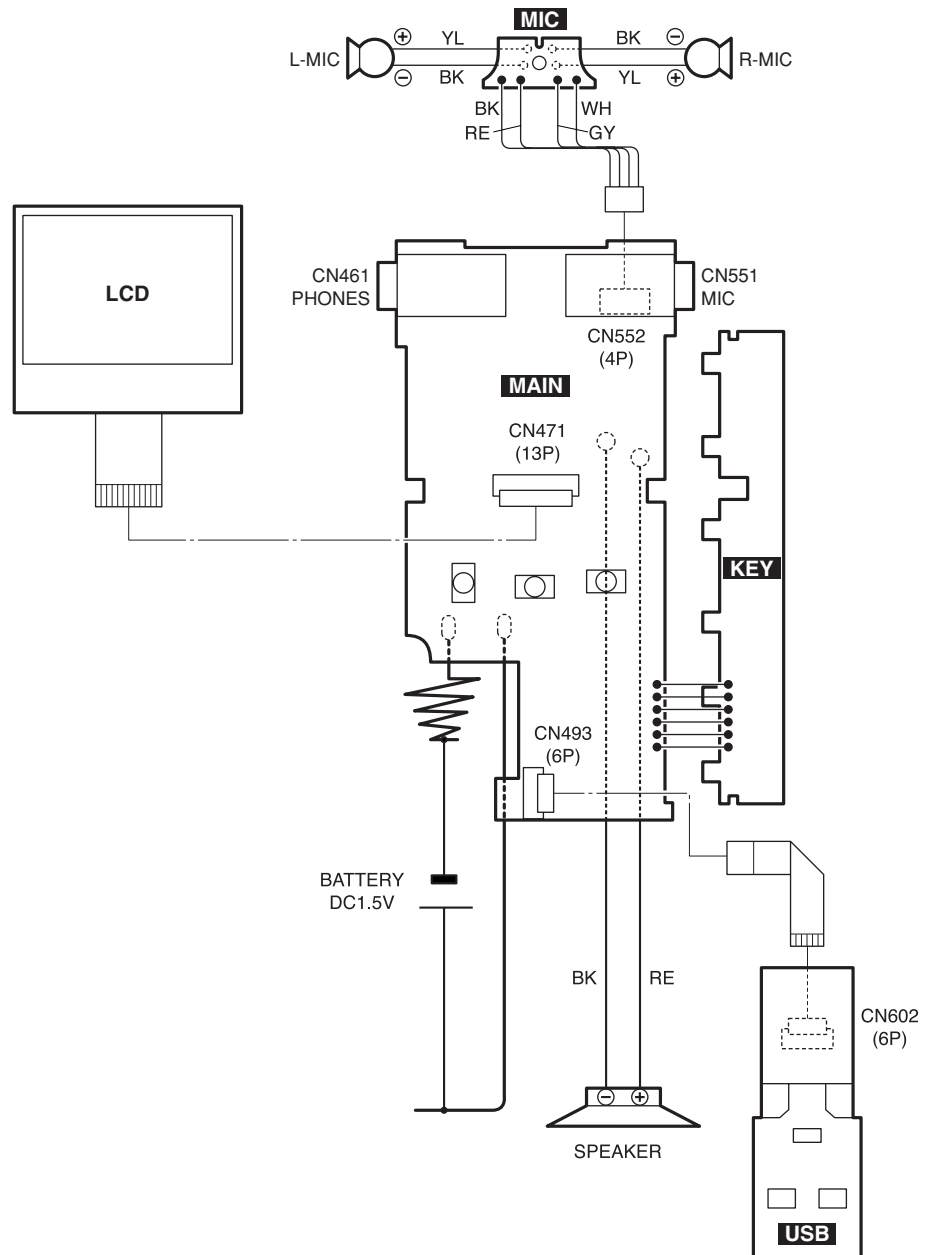 MIC
YL
BK
⊕
⊖
L-MIC
R-MIC
⊖
BK
YL
⊕
BK
WH
RE
GY
LCD
CN461
PHONES
CN551
MIC
CN552
(4P)
MAIN
CN471
(13P)
KEY
CN493
(6P)
BATTERY
DC1.5V
BK
RE
CN602
(6P)
⊖
⊕
SPEAKER
USB